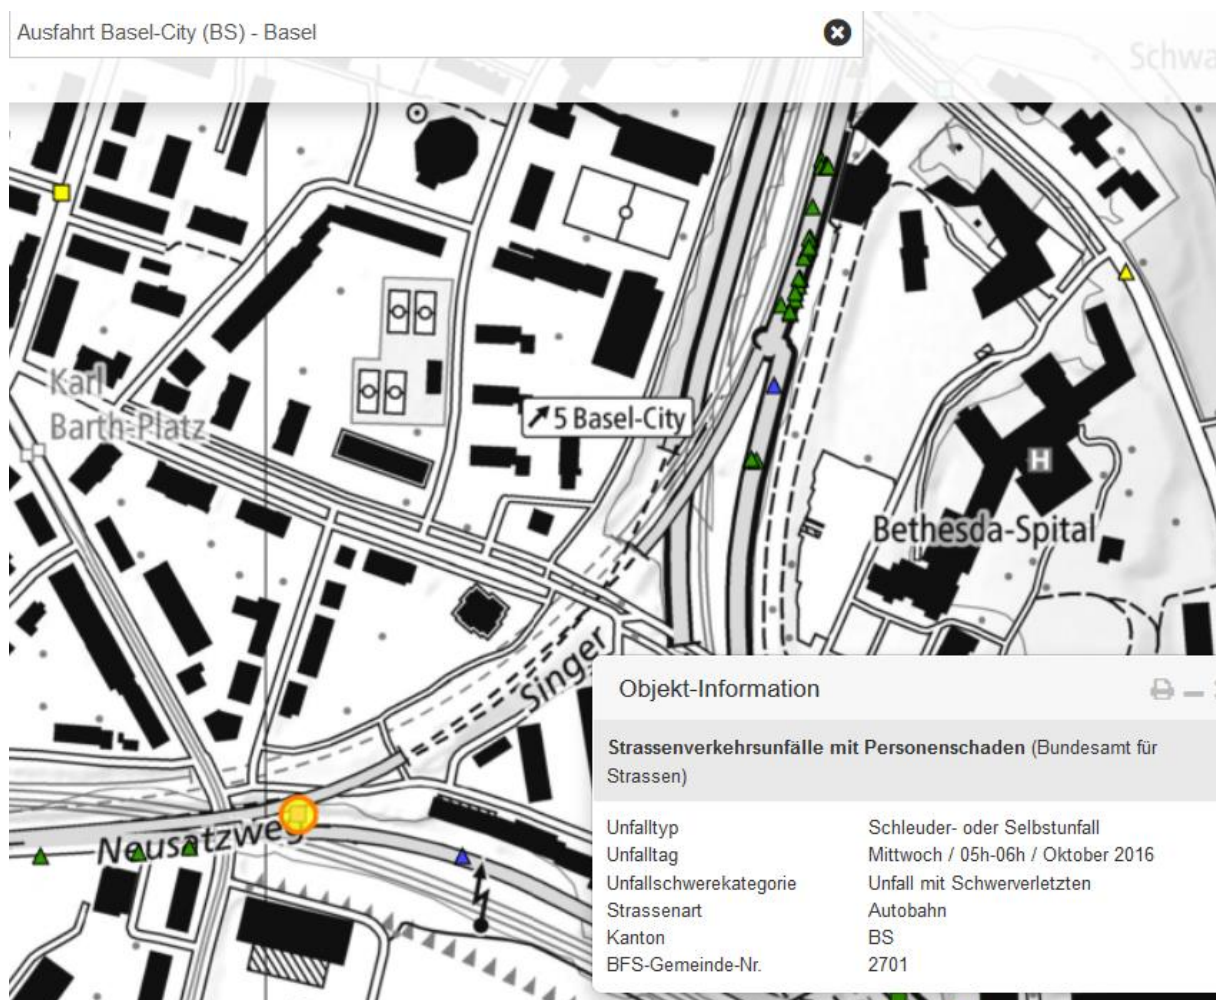 Ausfahrt Basel-City (BS) - Basel
Karl
Barth-Platz
5 Basel-City
H
Bethesda-Spital
Singer
Neusatzweg
Objekt-Information
Strassenverkehrsunfälle mit Personenschaden (Bundesamt für
Strassen)
Unfalltyp Schleuder- oder Selbstunfall
Unfalltag Mittwoch / 05h-06h / Oktober 2016
Unfallschwerekategorie Unfall mit Schwerverletzten
Strassenart Autobahn
Kanton BS
BFS-Gemeinde-Nr. 2701